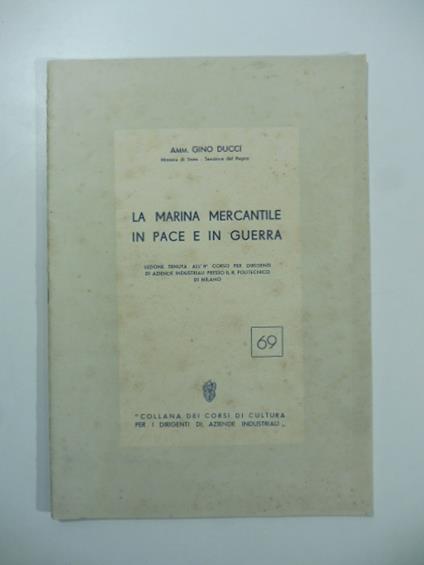 AMM. GINO DUCCI
Ministro di Stato - Senatore del Regno
LA MARINA MERCANTILE
IN PACE E IN GUERRA
LEZIONE TENUTA ALL'8° CORSO PER DIRIGENTI
DI AZIENDE INDUSTRIALI PRESSO IL R. POLITECNICO
DI MILANO
69
"COLLANA DEI CORSI DI CULTURA
PER I DIRIGENTI DI AZIENDE INDUSTRIALI„